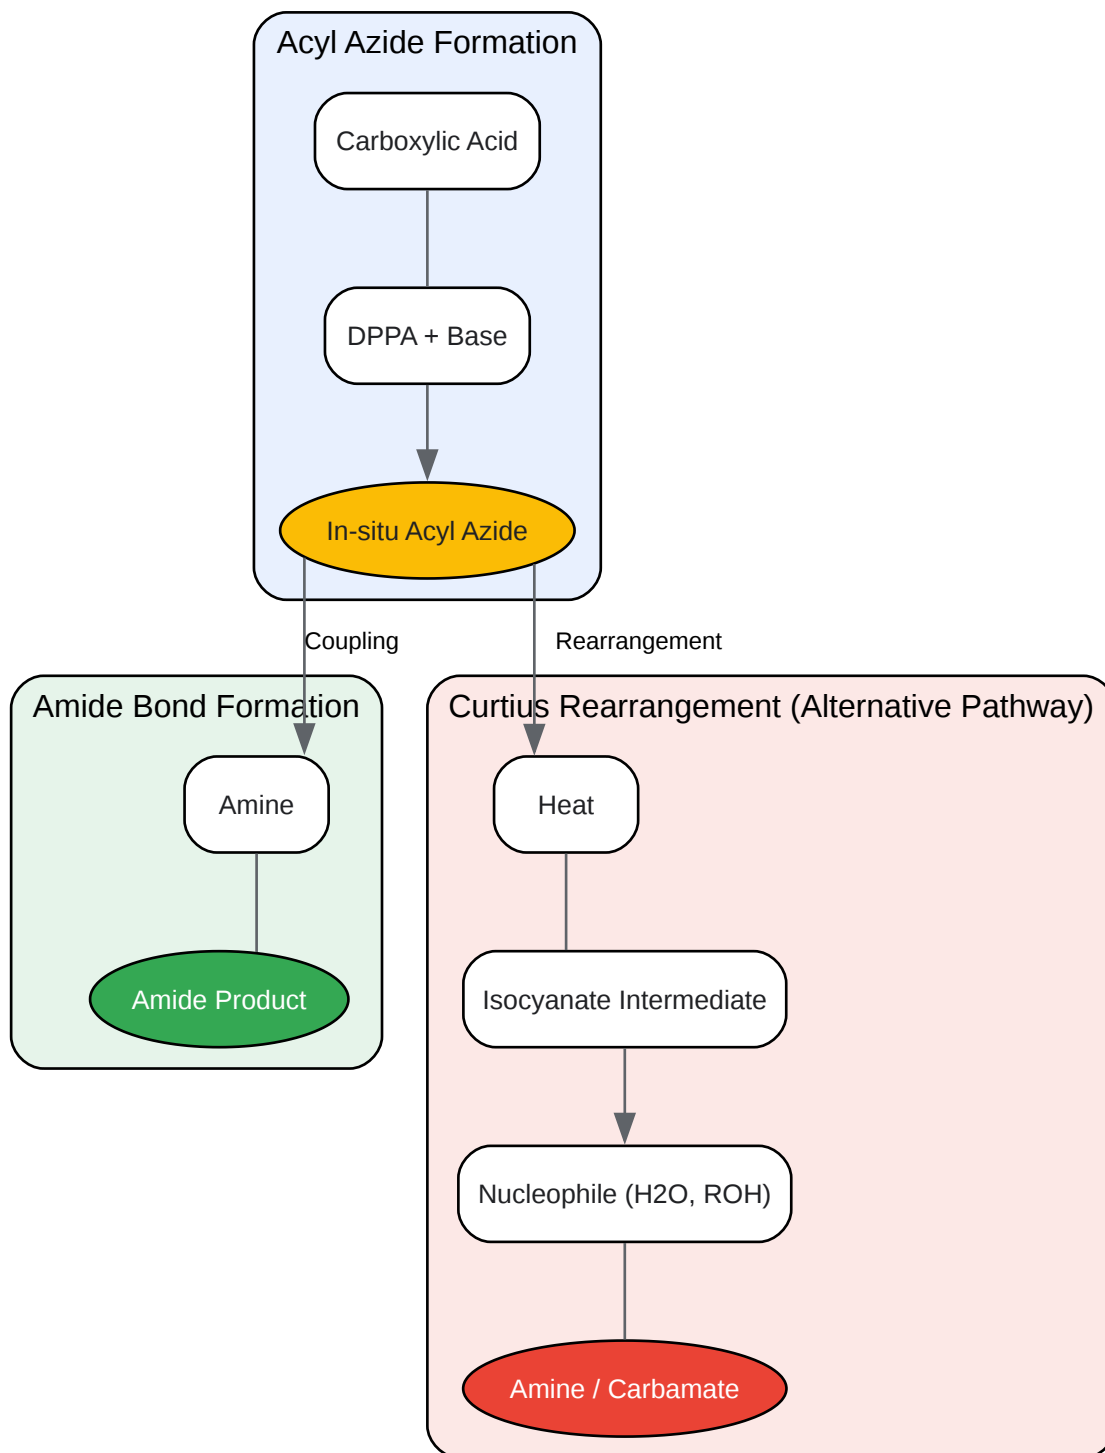 Acyl Azide Formation
Carboxylic Acid
DPPA + Base
In-situ Acyl Azide
Coupling
Rearrangement
Amide Bond Formation
Amine
Amide Product
Curtius Rearrangement (Alternative Pathway)
Heat
Isocyanate Intermediate
Nucleophile (H2O, ROH)
Amine / Carbamate